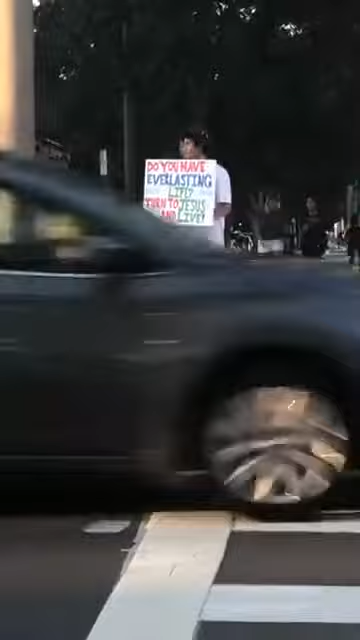 DO YOU HAVE
EVERLASTING
LIFE?
TURN TO JESUS
AND LIVE!